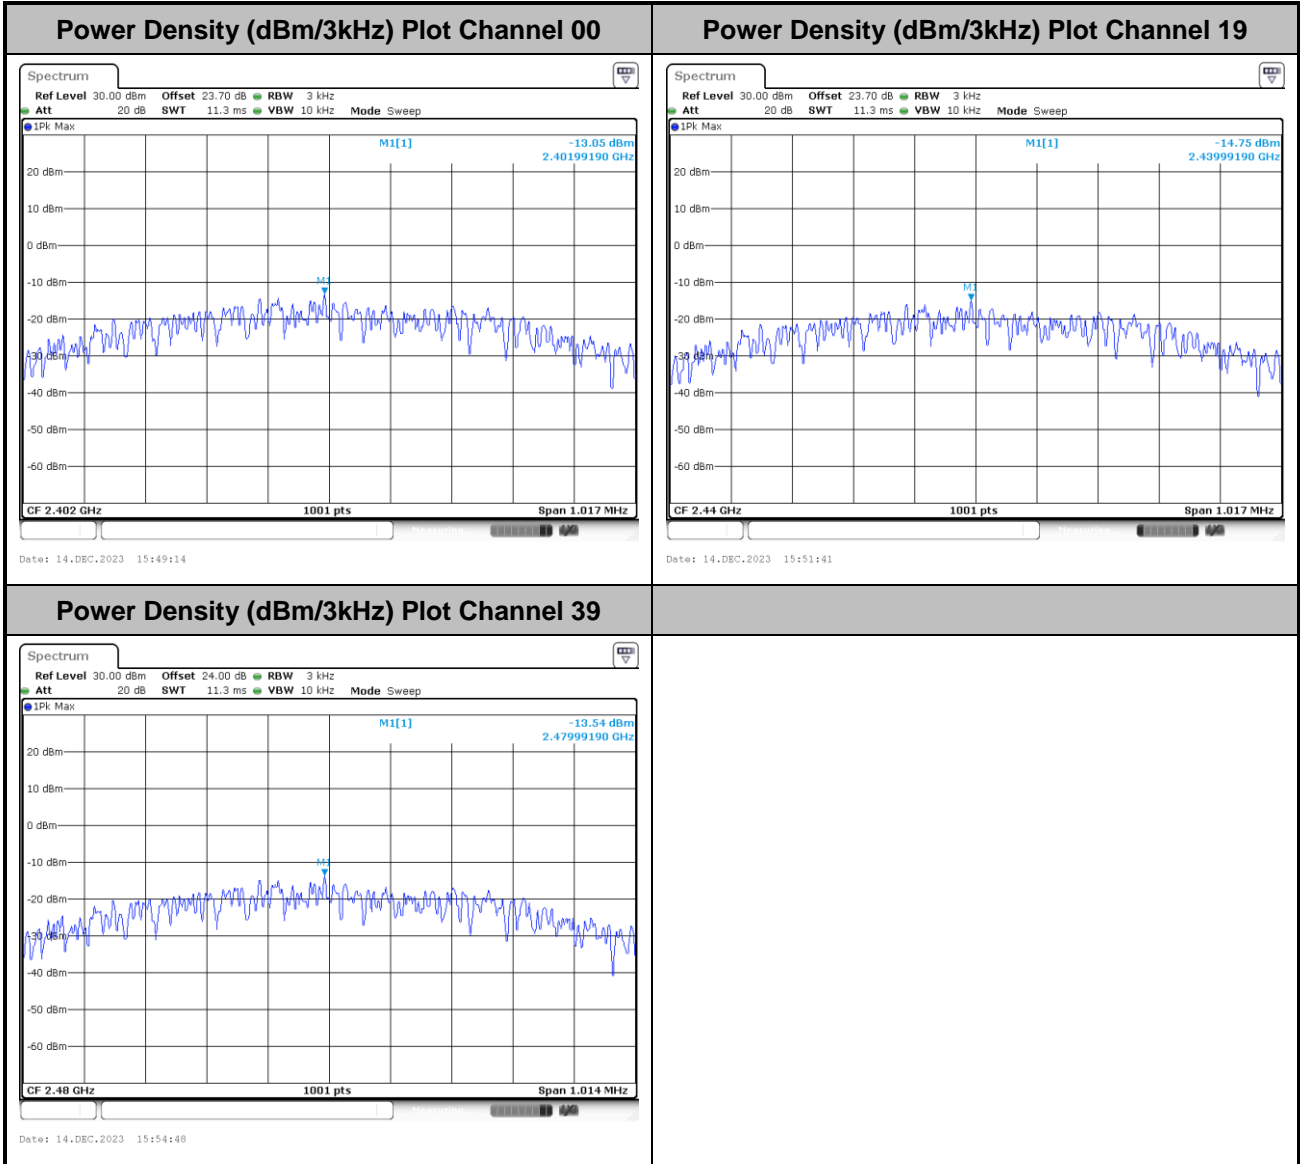 Power Density (dBm/3kHz) Plot Channel 00
Spectrum
Ref Level 30.00 dBm Offset 23.70 dB RBW 3 kHz
Att 20 dB SWT 11.3 ms VBW 10 kHz Mode Sweep
1Pk Max
M1[1] -13.05 dBm
2.40199190 GHz
20 dBm
10 dBm
0 dBm
-10 dBm
M1
-20 dBm
-30 dBm
-40 dBm
-50 dBm
-60 dBm
CF 2.402 GHz 1001 pts Span 1.017 MHz
Measuring...
Date: 14.DEC.2023 15:49:14
Power Density (dBm/3kHz) Plot Channel 19
Spectrum
Ref Level 30.00 dBm Offset 23.70 dB RBW 3 kHz
Att 20 dB SWT 11.3 ms VBW 10 kHz Mode Sweep
1Pk Max
M1[1] -14.75 dBm
2.43999190 GHz
20 dBm
10 dBm
0 dBm
-10 dBm
M1
-20 dBm
-30 dBm
-40 dBm
-50 dBm
-60 dBm
CF 2.44 GHz 1001 pts Span 1.017 MHz
Measuring...
Date: 14.DEC.2023 15:51:41
Power Density (dBm/3kHz) Plot Channel 39
Spectrum
Ref Level 30.00 dBm Offset 24.00 dB RBW 3 kHz
Att 20 dB SWT 11.3 ms VBW 10 kHz Mode Sweep
1Pk Max
M1[1] -13.54 dBm
2.47999190 GHz
20 dBm
10 dBm
0 dBm
-10 dBm
M1
-20 dBm
-30 dBm
-40 dBm
-50 dBm
-60 dBm
CF 2.48 GHz 1001 pts Span 1.014 MHz
Measuring...
Date: 14.DEC.2023 15:54:48